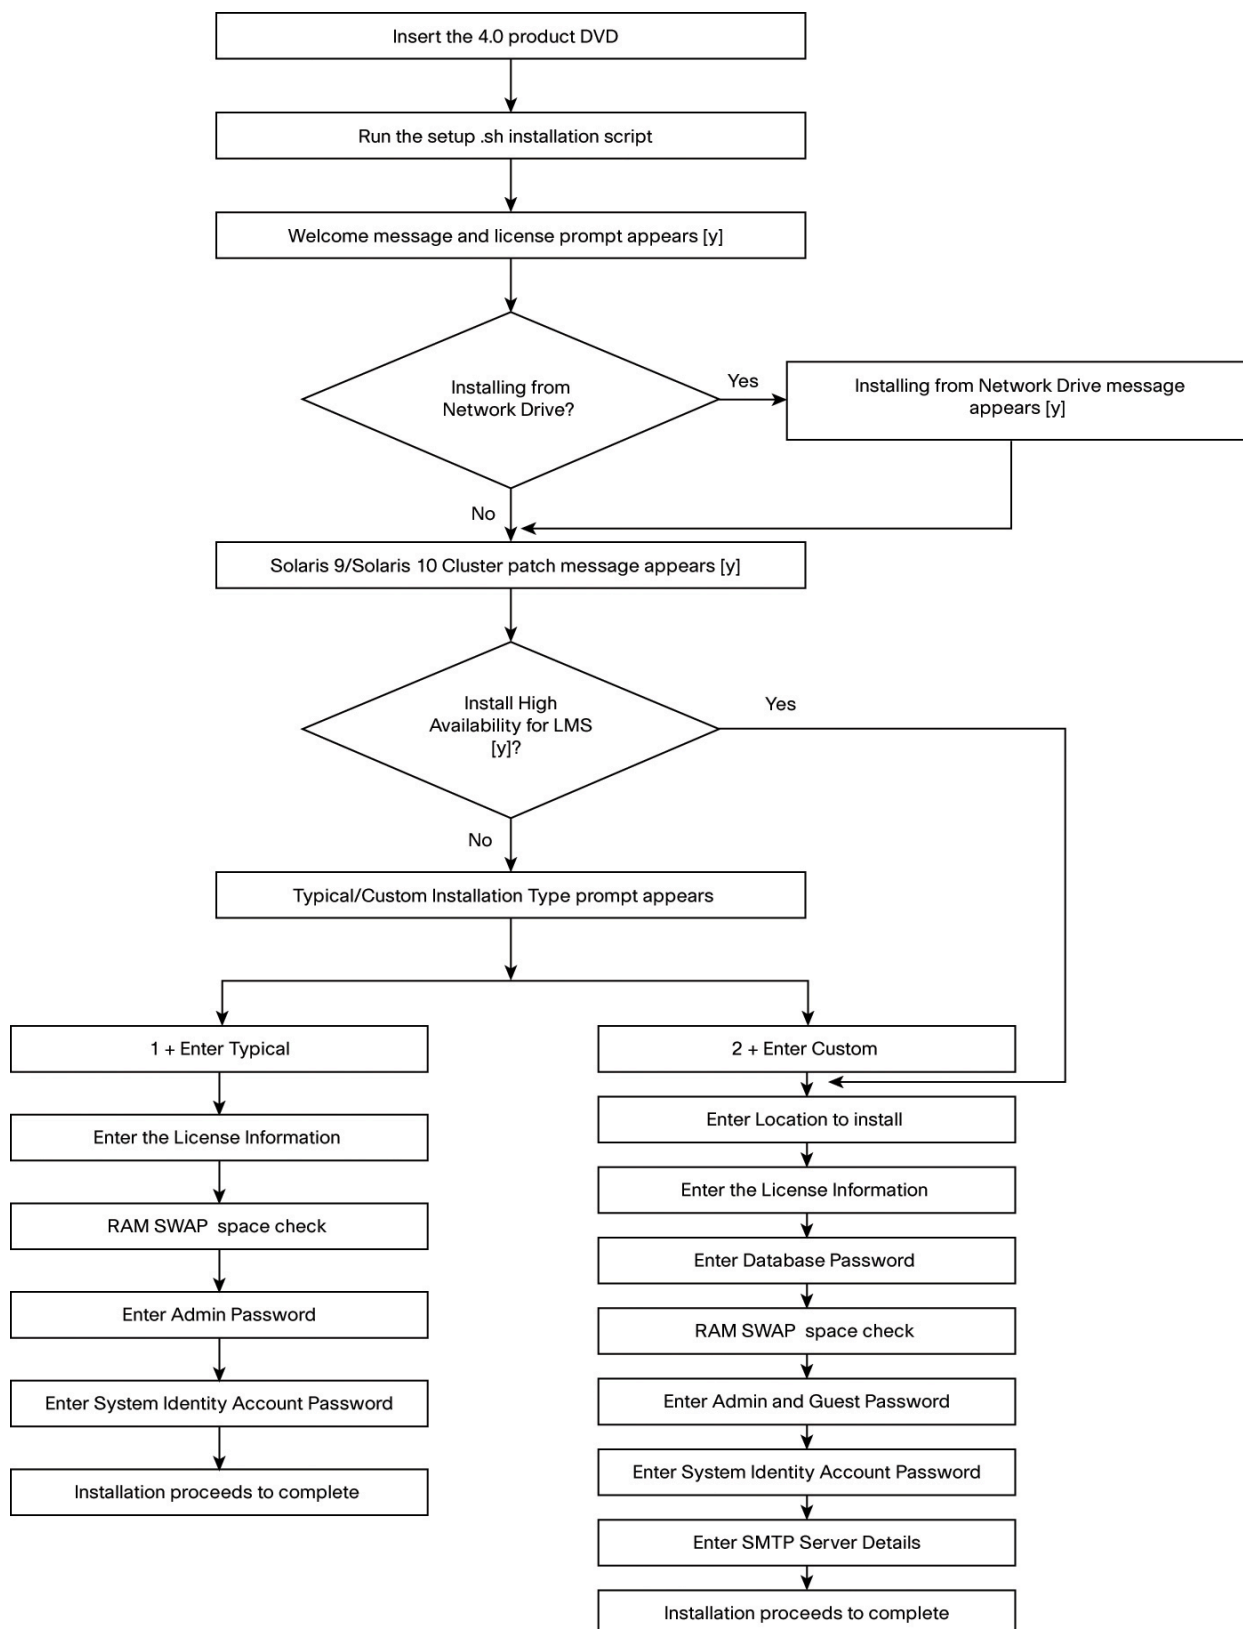 Insert the 4.0 product DVD
Run the setup .sh installation script
Welcome message and license prompt appears [y]
Installing from
Network Drive?
Yes
Installing from Network Drive message
appears [y]
No
Solaris 9/Solaris 10 Cluster patch message appears [y]
Install High
Availability for LMS
[y]?
Yes
No
Typical/Custom Installation Type prompt appears
1 + Enter Typical
Enter the License Information
RAM SWAP  space check
Enter Admin Password
Enter System Identity Account Password
Installation proceeds to complete
2 + Enter Custom
Enter Location to install
Enter the License Information
Enter Database Password
RAM SWAP  space check
Enter Admin and Guest Password
Enter System Identity Account Password
Enter SMTP Server Details
Installation proceeds to complete